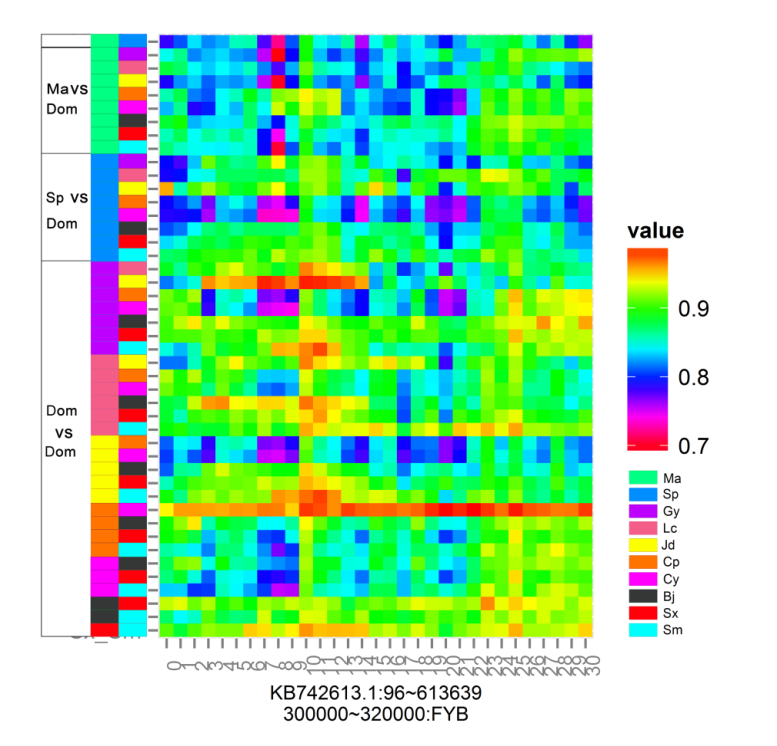 Mavs
Dom
Sp vs
Dom
Dom
vs
Dom
value
0.9
0.8
0.7
Ma
Sp
Gy
Lc
Jd
Cp
Cy
Bj
Sx
Sm
0 1 2 3 4 5 6 7 8 9 10 11 12 13 14 15 16 17 18 19 20 21 22 23 24 25 26 27 28 29 30
KB742613.1:96~613639
300000~320000:FYB